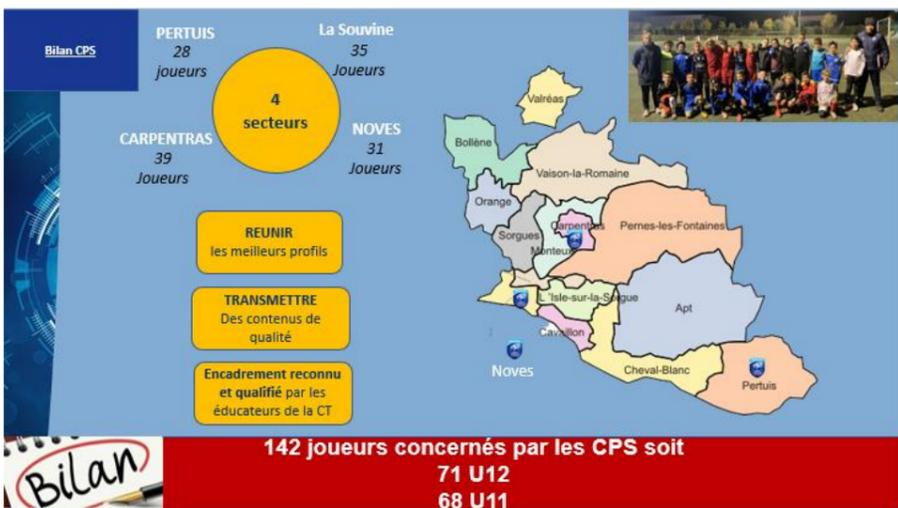 Bilan CPS
PERTUIS
28
joueurs
La Souvine
35
Joueurs
4
secteurs
CARPENTRAS
39
Joueurs
NOVES
31
Joueurs
REUNIR
les meilleurs profils
TRANSMETTRE
Des contenus de
qualité
Encadrement reconnu
et qualifié par les
éducateurs de la CT
Valréas
Bollène
Vaison-la-Romaine
Orange
Carpentras
Pernes-les-Fontaines
Sorgues
Monteux
L'Isle-sur-la-Sorgue
Apt
Cavaillon
Noves
Cheval-Blanc
Pertuis
Bilan
142 joueurs concernés par les CPS soit
71 U12
68 U11